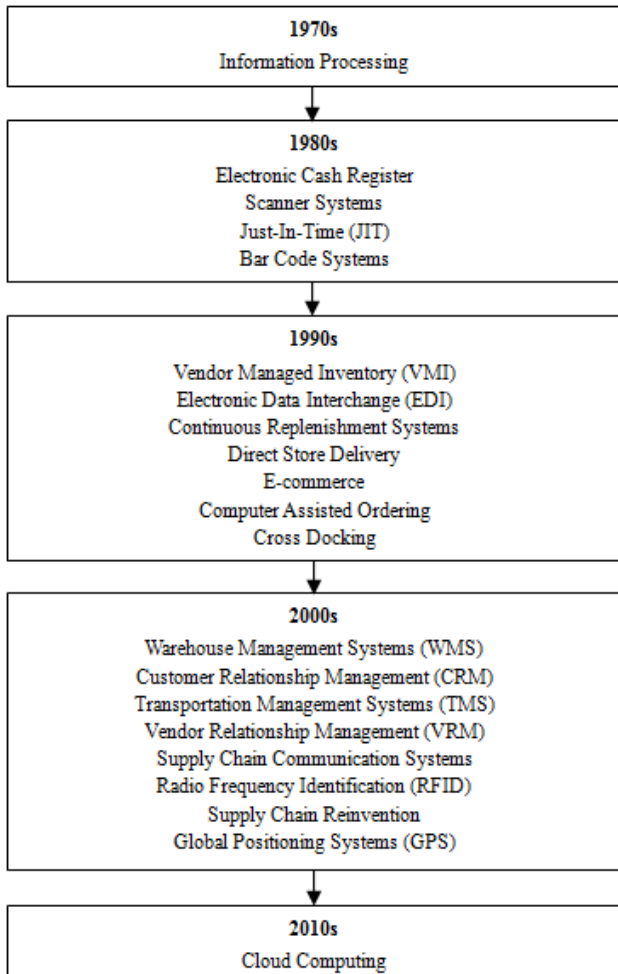 1970s
Information Processing
1980s
Electronic Cash Register
Scanner Systems
Just-In-Time (JIT)
Bar Code Systems
1990s
Vendor Managed Inventory (VMI)
Electronic Data Interchange (EDI)
Continuous Replenishment Systems
Direct Store Delivery
E-commerce
Computer Assisted Ordering
Cross Docking
2000s
Warehouse Management Systems (WMS)
Customer Relationship Management (CRM)
Transportation Management Systems (TMS)
Vendor Relationship Management (VRM)
Supply Chain Communication Systems
Radio Frequency Identification (RFID)
Supply Chain Reinvention
Global Positioning Systems (GPS)
2010s
Cloud Computing